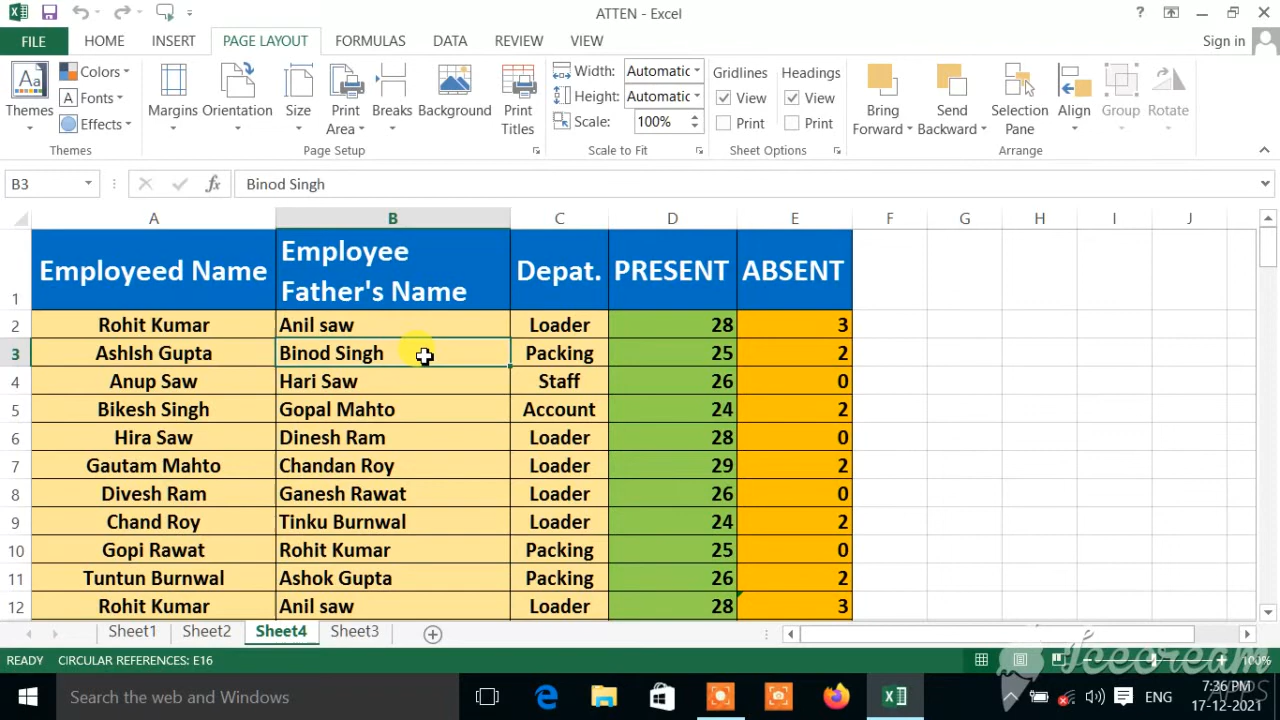 ATTEN - Excel
? 
Sign in
FILE HOME INSERT PAGE LAYOUT FORMULAS DATA REVIEW VIEW
Aa Themes
Colors
A Fonts
Effects
Themes
Margins Orientation Size Print Area Breaks Background Print Titles
Page Setup
Width: Automatic
Height: Automatic
Scale: 100%
Scale to Fit
Gridlines Headings
View View
Print Print
Sheet Options
Bring Forward Send Backward Selection Pane Align Group Rotate
Arrange
B3 fx Binod Singh
A B C D E F G H I J
1 Employeed Name Employee Father's Name Depat. PRESENT ABSENT
2 Rohit Kumar Anil saw Loader 28 3
3 AshIsh Gupta Binod Singh Packing 25 2
4 Anup Saw Hari Saw Staff 26 0
5 Bikesh Singh Gopal Mahto Account 24 2
6 Hira Saw Dinesh Ram Loader 28 0
7 Gautam Mahto Chandan Roy Loader 29 2
8 Divesh Ram Ganesh Rawat Loader 26 0
9 Chand Roy Tinku Burnwal Loader 24 2
10 Gopi Rawat Rohit Kumar Packing 25 0
11 Tuntun Burnwal Ashok Gupta Packing 26 2
12 Rohit Kumar Anil saw Loader 28 3
Sheet1 Sheet2 Sheet4 Sheet3
READY CIRCULAR REFERENCES: E16 100%
Icecream
APPS
Search the web and Windows
ENG
7:36 PM
17-12-2021